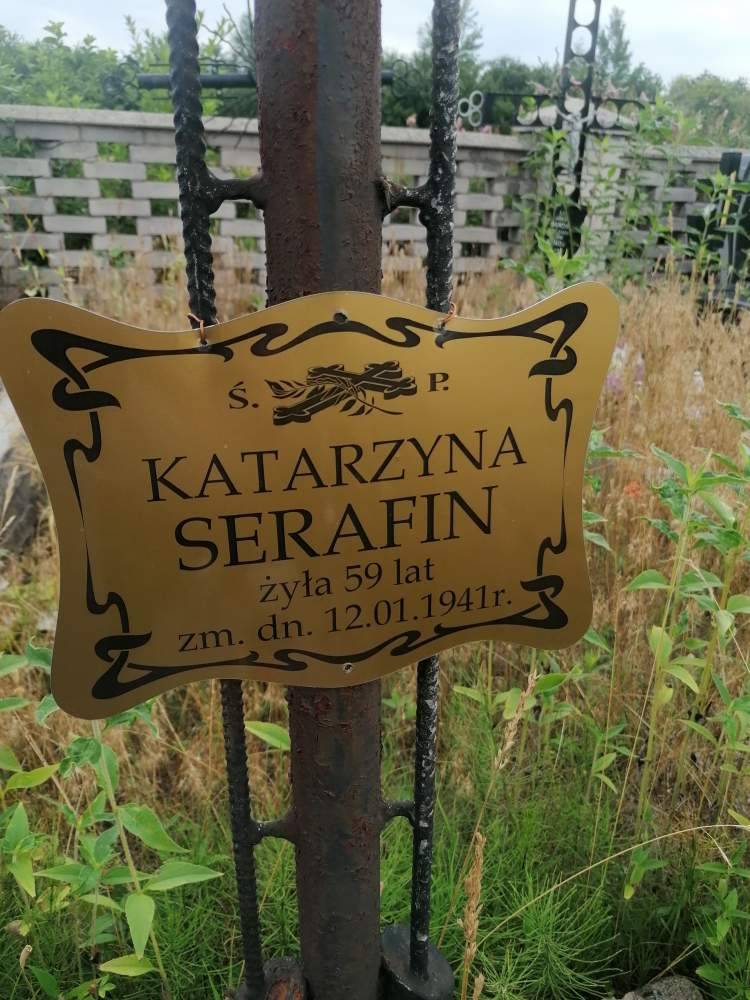 Ś. P.
KATARZYNA
SERAFIN
żyła 59 lat
zm. dn. 12.01.1941r.